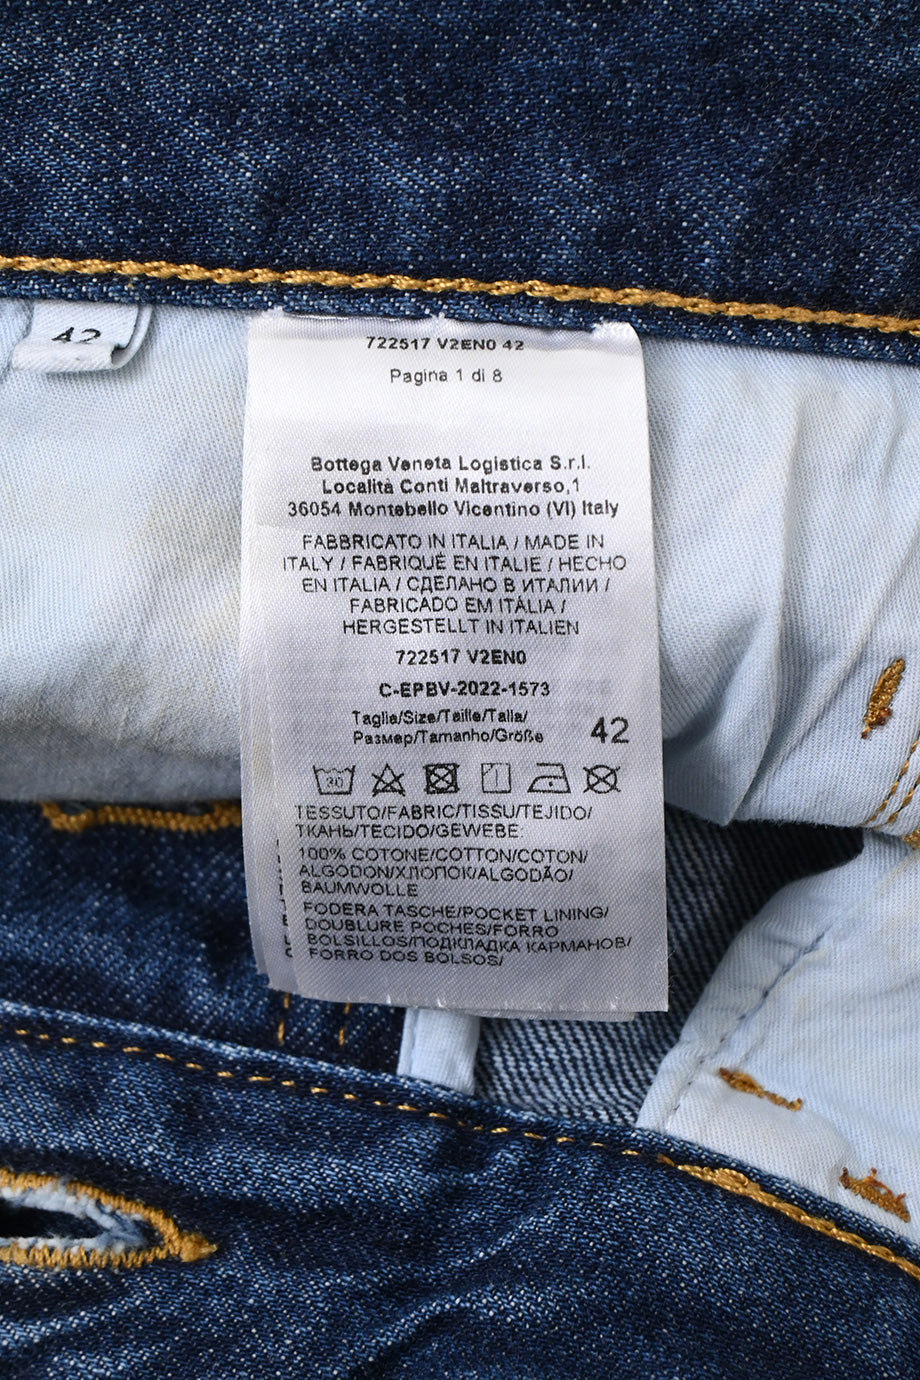 42
722517 V2EN0 42
Pagina 1 di 8
Bottega Veneta Logistica S.r.l.
Località Conti Maltraverso,1
36054 Montebello Vicentino (VI) Italy
FABBRICATO IN ITALIA / MADE IN
ITALY / FABRIQUÉ EN ITALIE / HECHO
EN ITALIA / СДЕЛАНО В ИТАЛИИ /
FABRICADO EM ITÀLIA /
HERGESTELLT IN ITALIEN
722517 V2EN0
C-EPBV-2022-1573
Taglia/Size/Taille/Talla/
Размер/Tamanho/Größe 42
30
TESSUTO/FABRIC/TISSU/TEJIDO/
ТКАНЬ/TECIDO/GEWEBE:
100% COTONE/COTTON/COTON/
ALGODON/ХЛОПОК/ALGODÃO/
BAUMWOLLE
FODERA TASCHE/POCKET LINING/
DOUBLURE POCHES/FORRO
BOLSILLOS/ПОДКЛАДКА КАРМАНОВ/
FORRO DOS BOLSOS/